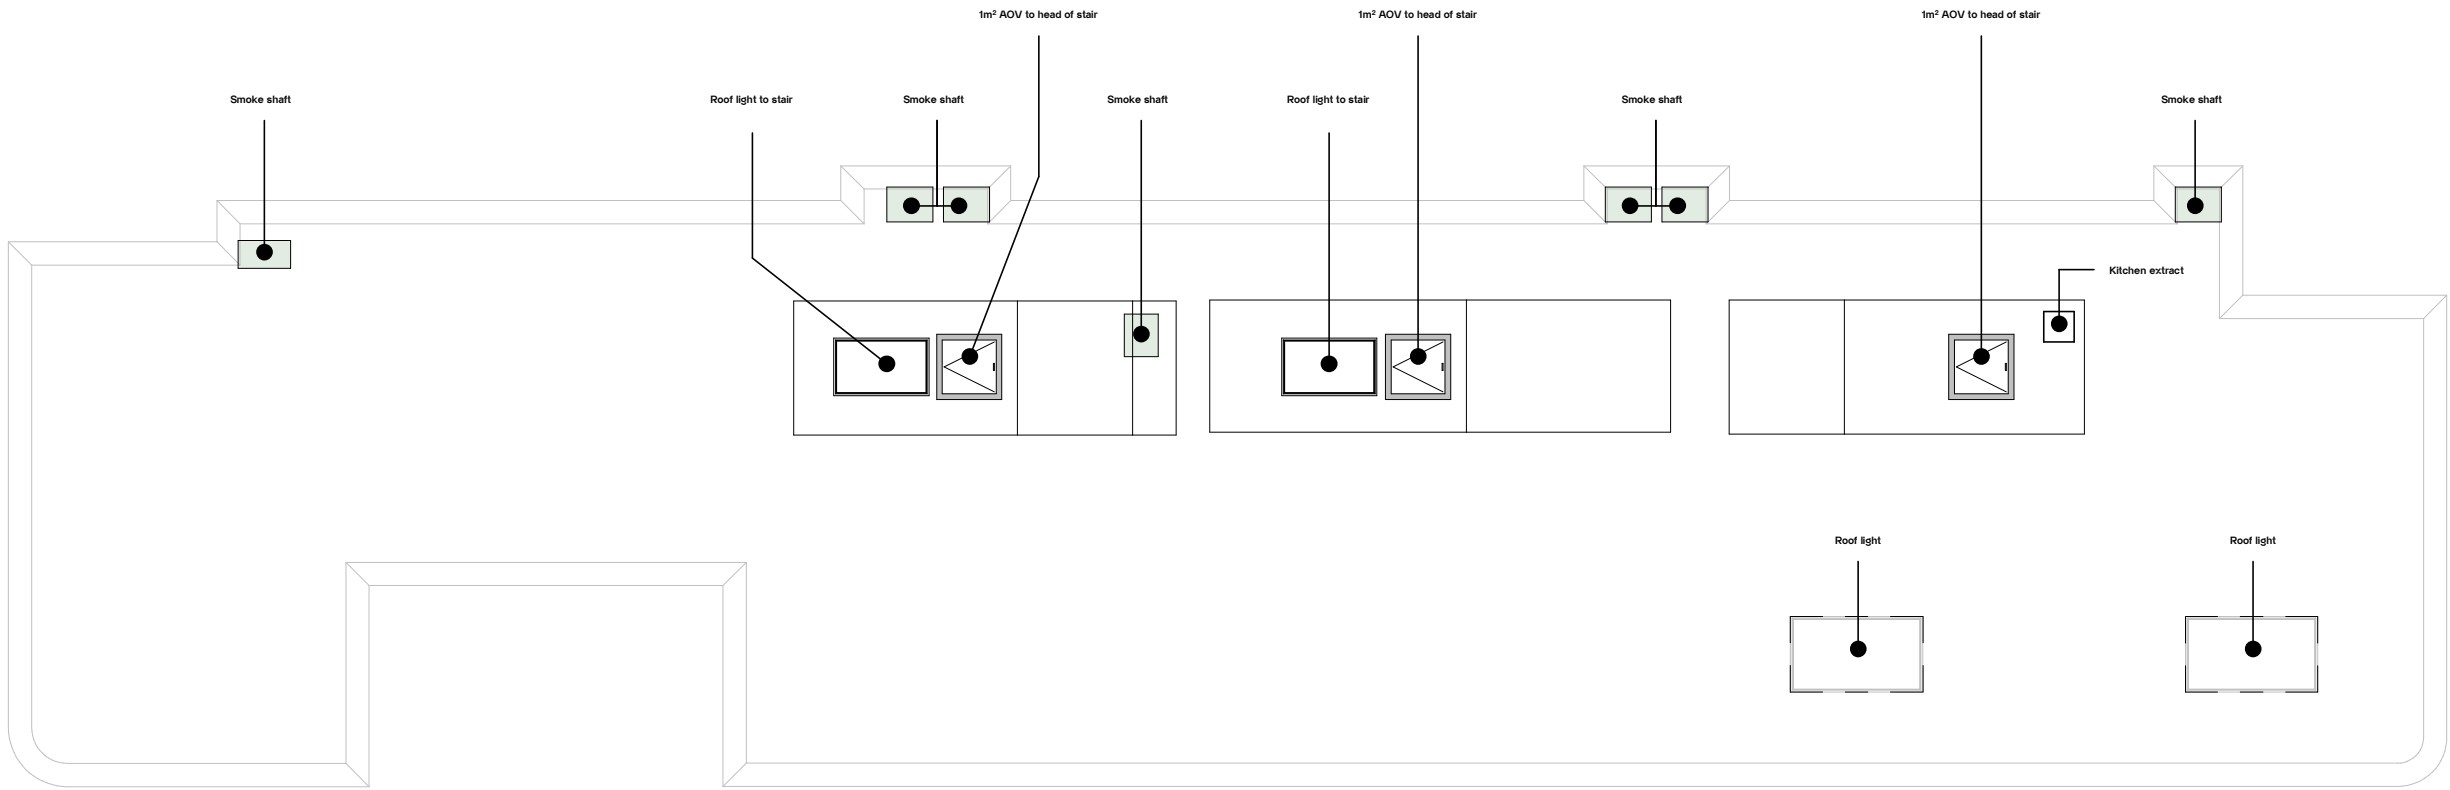 1m² AOV to head of stair
1m² AOV to head of stair
1m² AOV to head of stair
Smoke shaft
Roof light to stair
Smoke shaft
Smoke shaft
Roof light to stair
Smoke shaft
Smoke shaft
Kitchen extract
Roof light
Roof light